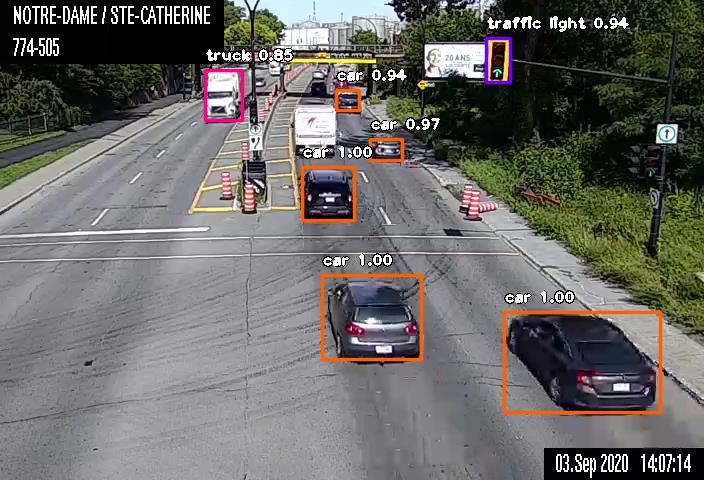 NOTRE-DAME / STE-CATHERINE
774-505
traffic light 0.94
truck 0.85
car 0.94
20 ANS
car 0.97
car 1.00
car 1.00
car 1.00
03.Sep 2020 14:07:14